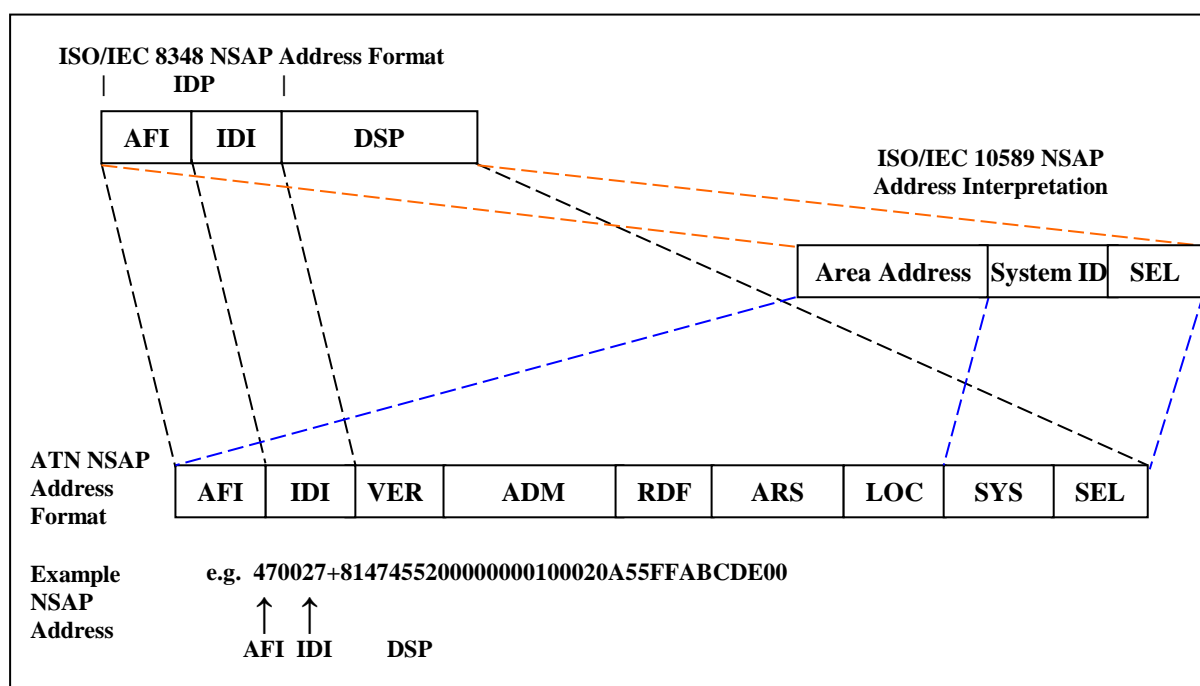 ISO/IEC 8348 NSAP Address Format
| IDP |
AFI IDI DSP
ISO/IEC 10589 NSAP
Address Interpretation
Area Address System ID SEL
ATN NSAP
Address
Format
AFI IDI VER ADM RDF ARS LOC SYS SEL
Example
NSAP
Address
e.g. 470027+81474552000000000100020A55FFABCDE00
↑ ↑
AFI IDI DSP